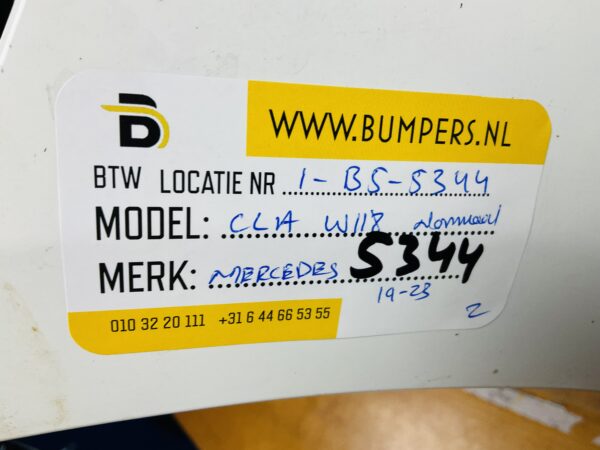 B
WWW.BUMPERS.NL
BTW LOCATIE NR 1-B5-5344
MODEL: CLA W118 Normaal
MERK: MERCEDES 5344
19-23
010 32 20 111 +31 6 44 66 53 55
2